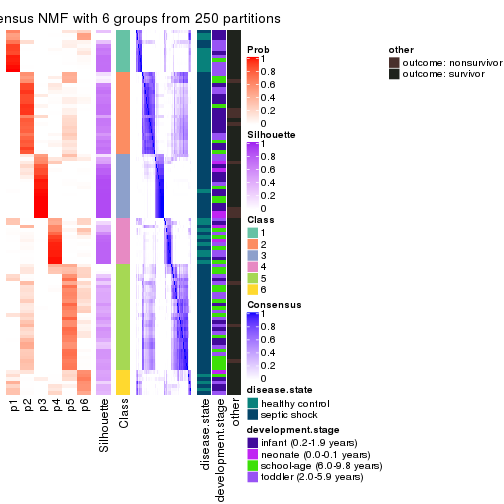 ensus NMF with 6 groups from 250 partitions
Prob
1
0.8
0.6
0.4
0.2
0
Silhouette
1
0.8
0.6
0.4
0.2
0
Class
1
2
3
4
5
6
Consensus
1
0.8
0.6
0.4
0.2
0
disease.state
healthy control
septic shock
development.stage
infant (0.2-1.9 years)
neonate (0.0-0.1 years)
school-age (6.0-9.8 years)
toddler (2.0-5.9 years)
other
outcome: nonsurvivor
outcome: survivor
p1
p2
p3
p4
p5
p6
Silhouette
Class
disease.state
development.stage
other